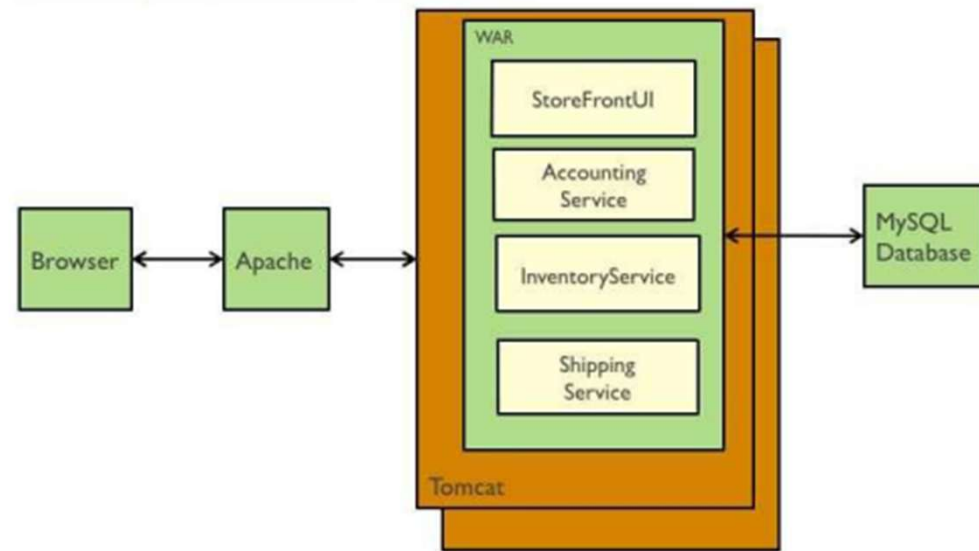 WAR
StoreFrontUI
Accounting
Service
InventoryService
Shipping
Service
Browser
Apache
MySQL
Database
Tomcat